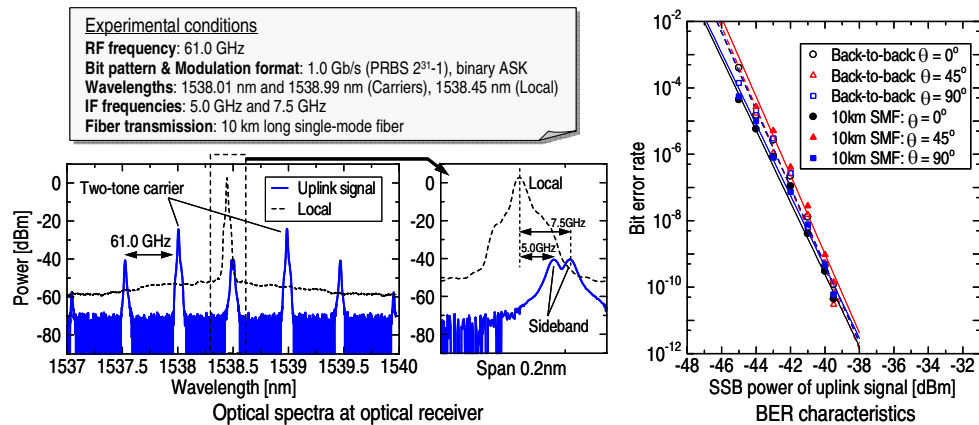 Experimental conditions
RF frequency: 61.0 GHz
Bit pattern & Modulation format: 1.0 Gb/s (PRBS 2³¹-1), binary ASK
Wavelengths: 1538.01 nm and 1538.99 nm (Carriers), 1538.45 nm (Local)
IF frequencies: 5.0 GHz and 7.5 GHz
Fiber transmission: 10 km long single-mode fiber
Power [dBm]
0
-20
-40
-60
-80
Two-tone carrier
61.0 GHz
Uplink signal
Local
1537 1537.5 1538 1538.5 1539 1539.5 1540
Wavelength [nm]
0
-20
-40
-60
-80
Local
7.5GHz
5.0GHz
Sideband
Span 0.2nm
Optical spectra at optical receiver
Bit error rate
10⁻²
10⁻⁴
10⁻⁶
10⁻⁸
10⁻¹⁰
10⁻¹²
Back-to-back: θ = 0°
Back-to-back: θ = 45°
Back-to-back: θ = 90°
10km SMF: θ = 0°
10km SMF: θ = 45°
10km SMF: θ = 90°
-48 -46 -44 -42 -40 -38 -36 -34 -32
SSB power of uplink signal [dBm]
BER characteristics